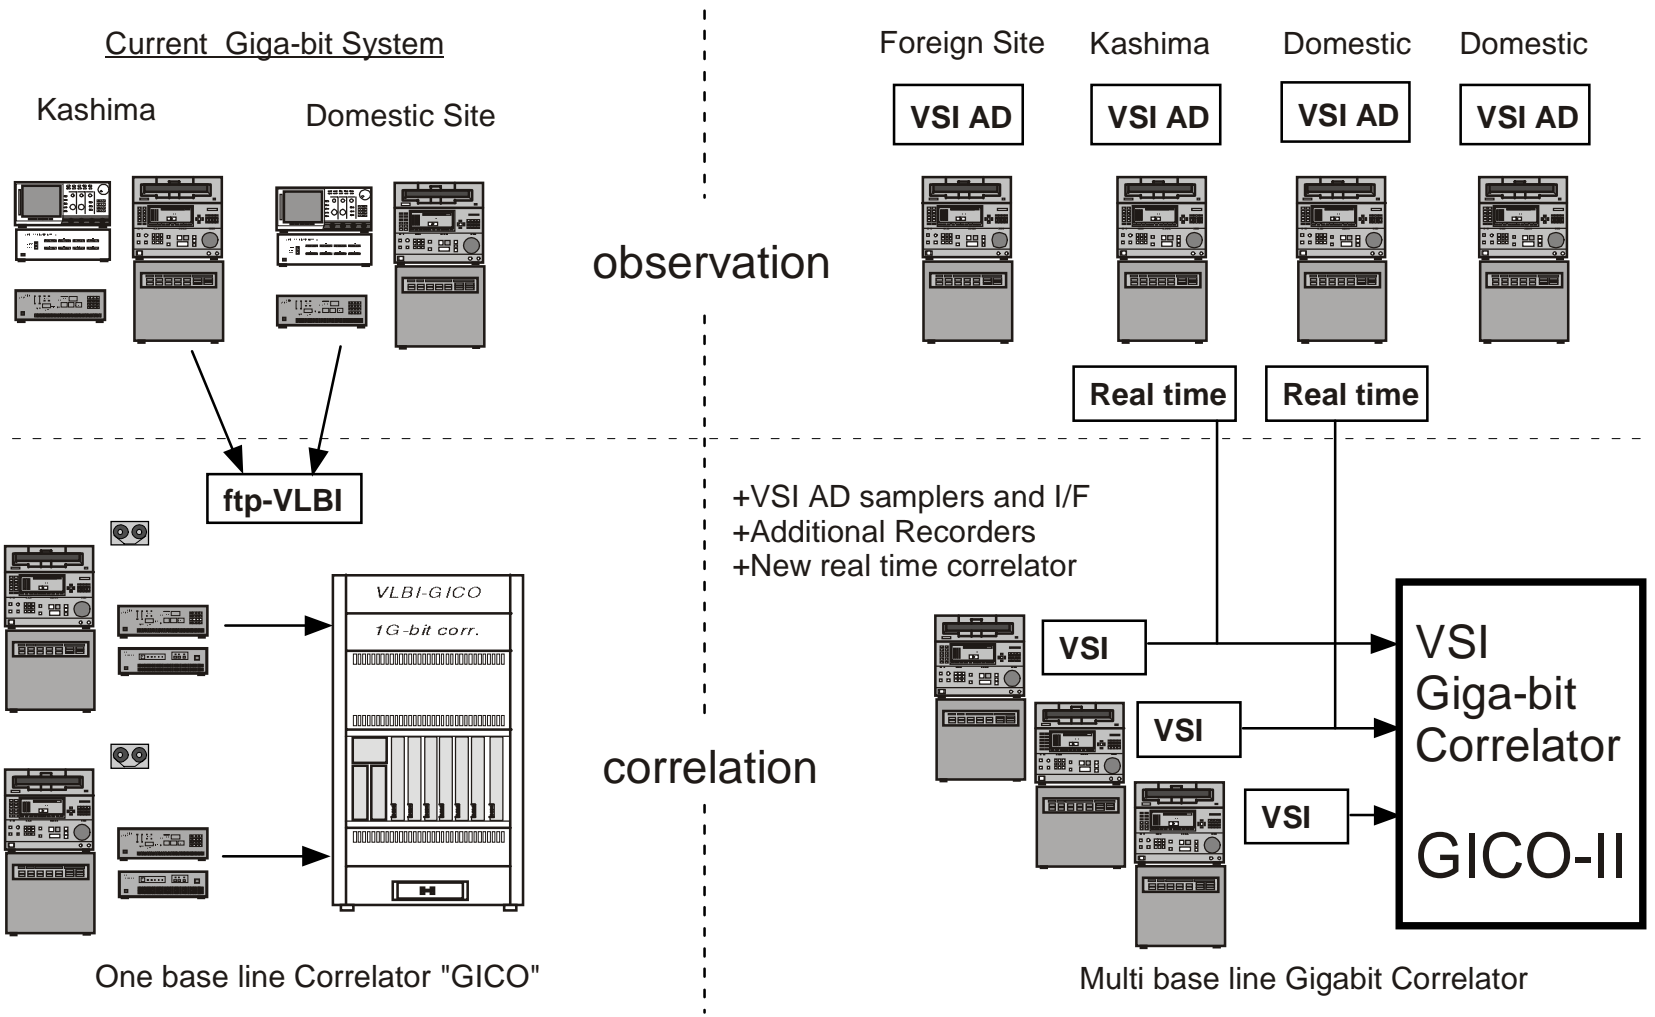 Current Giga-bit System
Kashima
Domestic Site
ftp-VLBI
VLBI-GICO
1G-bit corr.
One base line Correlator "GICO"
observation
correlation
Foreign Site
Kashima
Domestic
Domestic
VSI AD
VSI AD
VSI AD
VSI AD
Real time
Real time
+VSI AD samplers and I/F
+Additional Recorders
+New real time correlator
VSI
VSI
VSI
VSI
Giga-bit
Correlator
GICO-II
Multi base line Gigabit Correlator